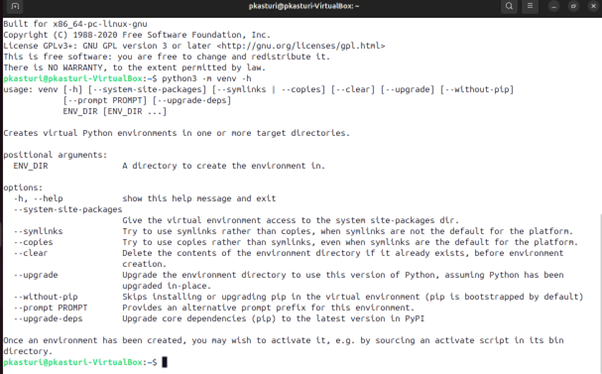 pkasturi@pkasturi-VirtualBox: ~
Built for x86_64-pc-linux-gnu
Copyright (C) 1988-2020 Free Software Foundation, Inc.
License GPLv3+: GNU GPL version 3 or later <http://gnu.org/licenses/gpl.html>
This is free software: you are free to change and redistribute it.
There is NO WARRANTY, to the extent permitted by law.
pkasturi@pkasturi-VirtualBox:~$ python3 -m venv -h
usage: venv [-h] [--system-site-packages] [--symlinks | --copies] [--clear] [--upgrade] [--without-pip]
[--prompt PROMPT] [--upgrade-deps]
ENV_DIR [ENV_DIR ...]
Creates virtual Python environments in one or more target directories.
positional arguments:
ENV_DIR A directory to create the environment in.
options:
-h, --help show this help message and exit
--system-site-packages
Give the virtual environment access to the system site-packages dir.
--symlinks Try to use symlinks rather than copies, when symlinks are not the default for the platform.
--copies Try to use copies rather than symlinks, even when symlinks are the default for the platform.
--clear Delete the contents of the environment directory if it already exists, before environment
creation.
--upgrade Upgrade the environment directory to use this version of Python, assuming Python has been
upgraded in-place.
--without-pip Skips installing or upgrading pip in the virtual environment (pip is bootstrapped by default)
--prompt PROMPT Provides an alternative prompt prefix for this environment.
--upgrade-deps Upgrade core dependencies (pip) to the latest version in PyPI
Once an environment has been created, you may wish to activate it, e.g. by sourcing an activate script in its bin
directory.
pkasturi@pkasturi-VirtualBox:~$